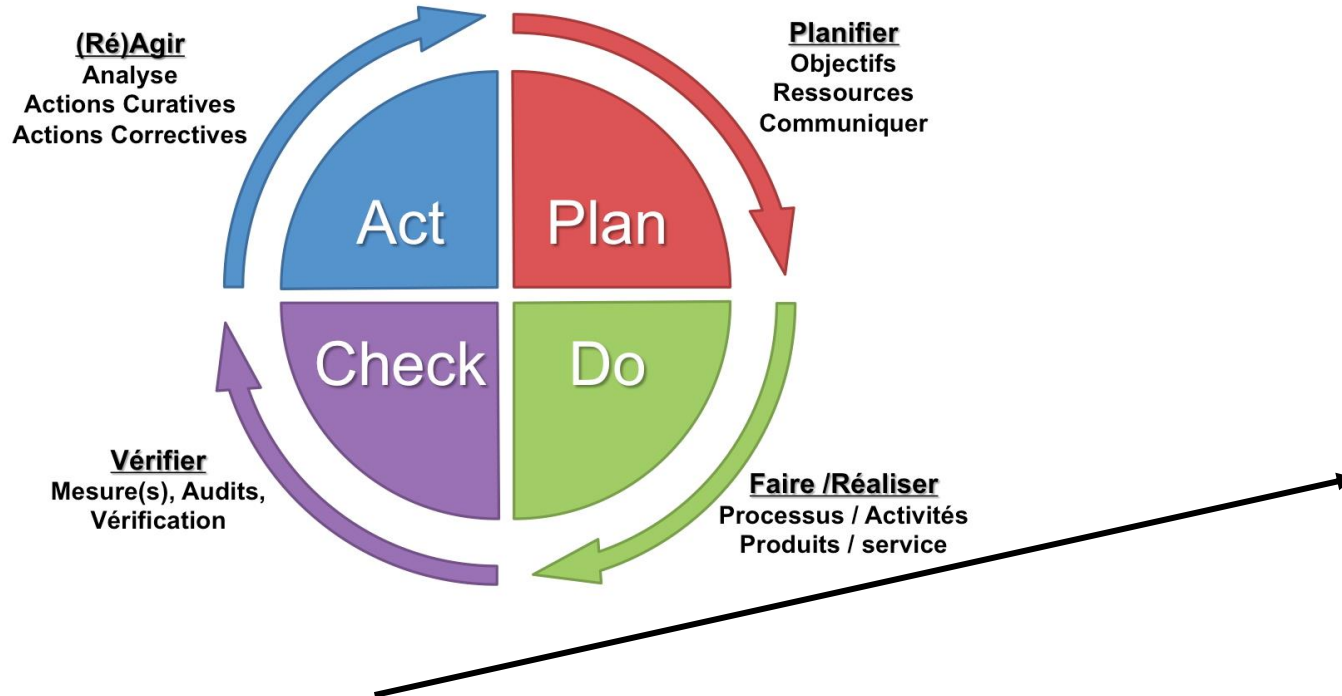 (Ré)Agir
Analyse
Actions Curatives
Actions Correctives
Planifier
Objectifs
Ressources
Communiquer
Act
Plan
Check
Do
Vérifier
Mesure(s), Audits,
Vérification
Faire /Réaliser
Processus / Activités
Produits / service